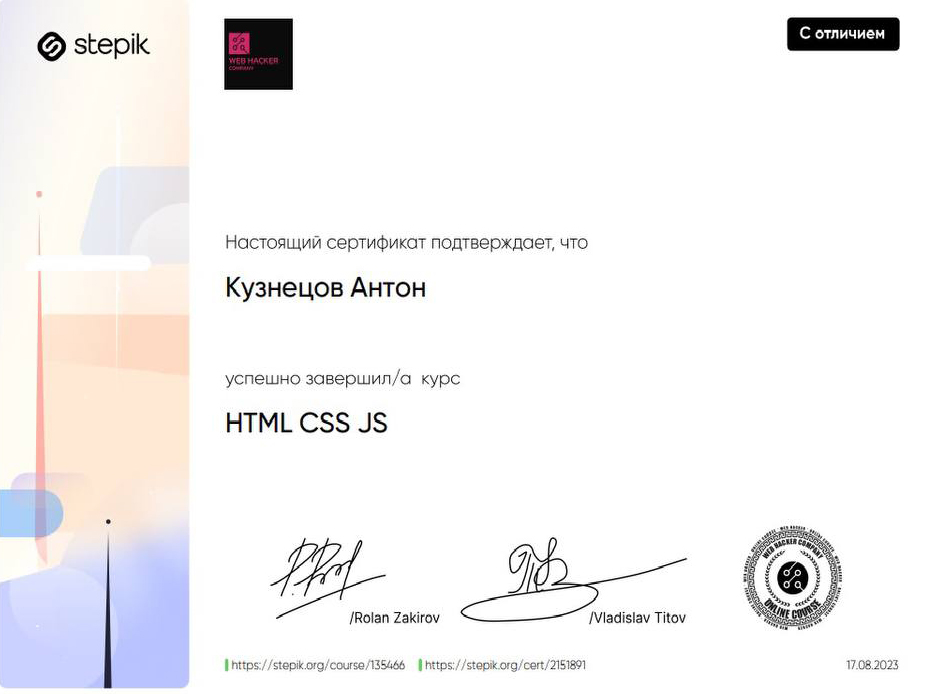 stepik
WEB HACKER
COMPANY
С отличием
Настоящий сертификат подтверждает, что
Кузнецов Антон
успешно завершил/а курс
HTML CSS JS
/Rolan Zakirov
/Vladislav Titov
WEB HACKER COMPANY
ONLINE COURSE
https://stepik.org/course/135466
https://stepik.org/cert/2151891
17.08.2023